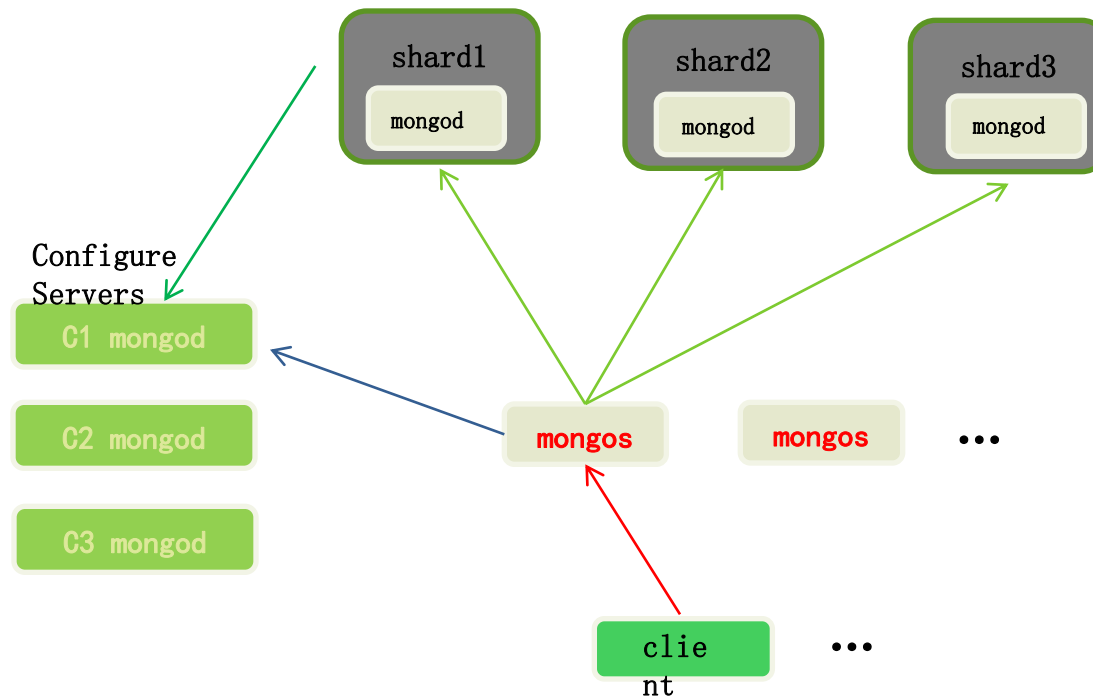 shard1
shard2
shard3
mongod
mongod
mongod
Configure
Servers
C1 mongod
C2 mongod
C3 mongod
mongos
mongos
...
clie
nt
...